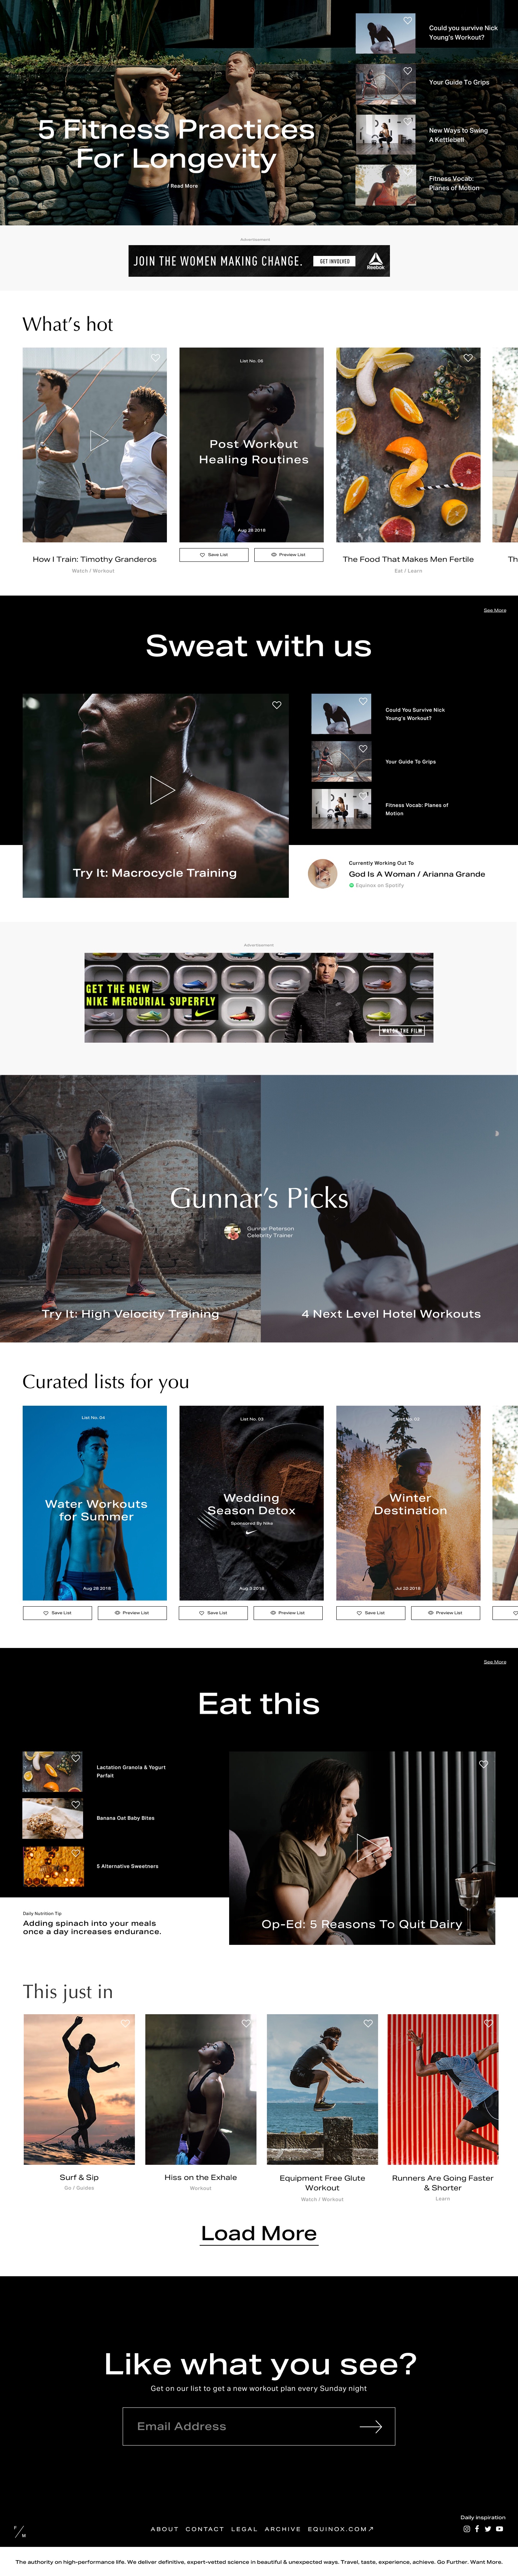 Could you survive Nick
Young's Workout?
Your Guide To Grips
New Ways to Swing
A Kettlebell
Fitness Vocab:
Planes of Motion
5 Fitness Practices
For Longevity
/ Read More
Advertisement
JOIN THE WOMEN MAKING CHANGE.
GET INVOLVED
Reebok
What's hot
List No. 06
Post Workout
Healing Routines
Aug 28 2018
Save List
Preview List
How I Train: Timothy Granderos
Watch / Workout
The Food That Makes Men Fertile
Eat / Learn
Th
See More
Sweat with us
Try It: Macrocycle Training
Could You Survive Nick
Young's Workout?
Your Guide To Grips
Fitness Vocab: Planes of
Motion
Currently Working Out To
God Is A Woman / Arianna Grande
Equinox on Spotify
Advertisement
GET THE NEW
NIKE MERCURIAL SUPERFLY
WATCH THE FILM
Gunnar's Picks
Gunnar Peterson
Celebrity Trainer
Try It: High Velocity Training
4 Next Level Hotel Workouts
Curated lists for you
List No. 04
Water Workouts
for Summer
Aug 28 2018
Save List
Preview List
List No. 03
Wedding
Season Detox
Sponsored By Nike
Aug 3 2018
Save List
Preview List
Winter
Destination
Jul 20 2018
Save List
Preview List
See More
Eat this
Lactation Granola & Yogurt
Parfait
Banana Oat Baby Bites
5 Alternative Sweetners
Op-Ed: 5 Reasons To Quit Dairy
Daily Nutrition Tip
Adding spinach into your meals
once a day increases endurance.
This just in
Surf & Sip
Go / Guides
Hiss on the Exhale
Workout
Equipment Free Glute
Workout
Watch / Workout
Runners Are Going Faster
& Shorter
Learn
Load More
Like what you see?
Get on our list to get a new workout plan every Sunday night
Email Address
F / M
ABOUT CONTACT LEGAL ARCHIVE EQUINOX.COM
Daily inspiration
The authority on high-performance life. We deliver definitive, expert-vetted science in beautiful & unexpected ways. Travel, taste, experience, achieve. Go Further. Want More.